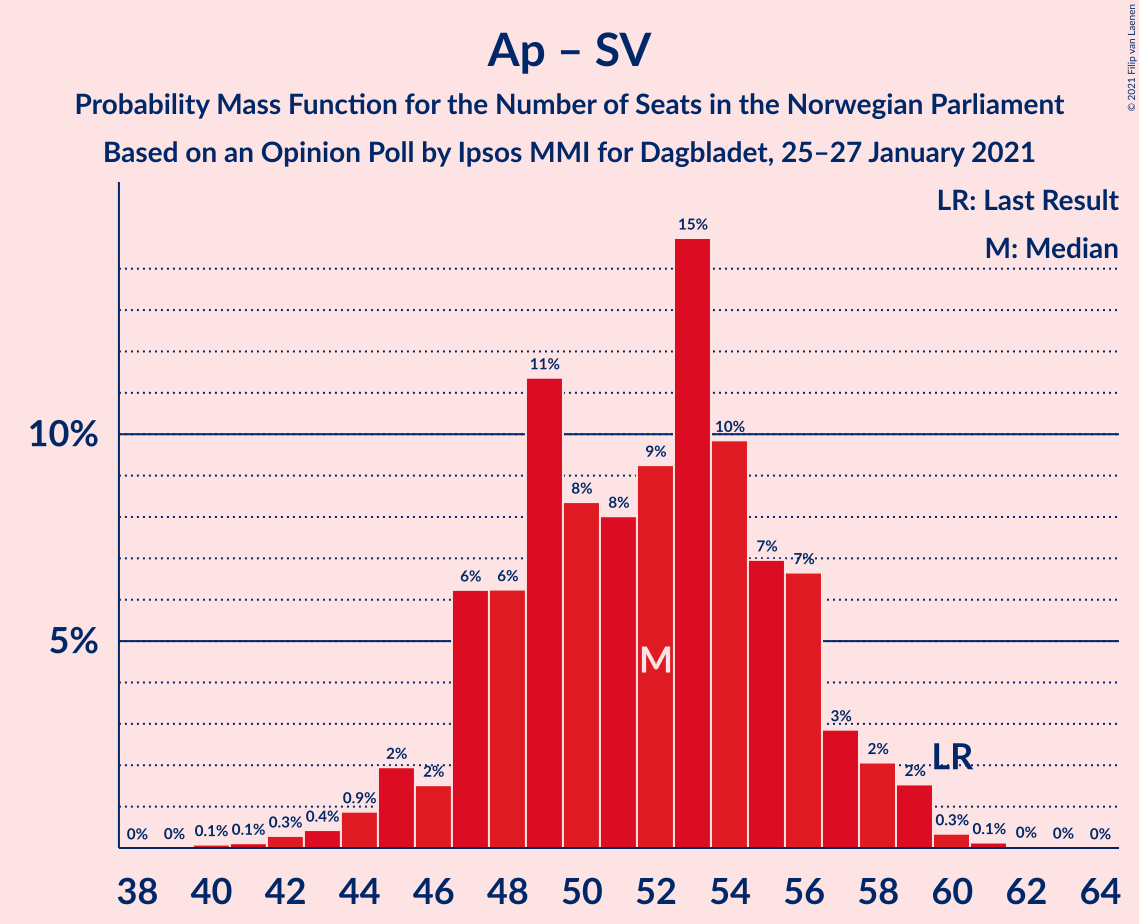 Ap – SV
Probability Mass Function for the Number of Seats in the Norwegian Parliament
Based on an Opinion Poll by Ipsos MMI for Dagbladet, 25–27 January 2021
© 2021 Filip van Laenen
LR: Last Result
M: Median
10%
5%
0% 0% 0.1% 0.1% 0.3% 0.4% 0.9% 2% 2% 6% 6% 11% 8% 8% 9% 15% 10% 7% 7% 3% 2% 2% 0.3% 0.1% 0% 0% 0%
M
LR
38 40 42 44 46 48 50 52 54 56 58 60 62 64